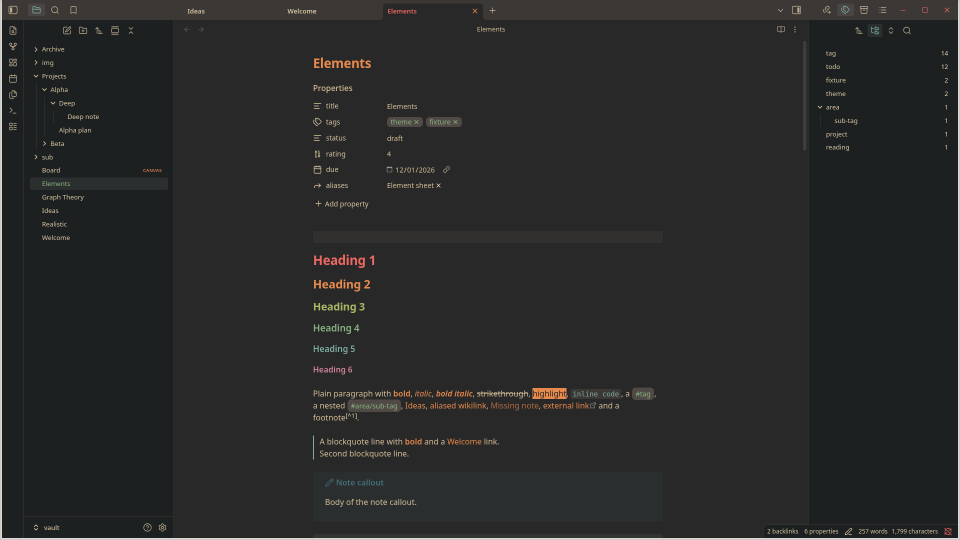 Ideas
Welcome
Elements
Elements
Archive
img
Projects
Alpha
Deep
Deep note
Alpha plan
Beta
sub
Board CANVAS
Elements
Graph Theory
Ideas
Realistic
Welcome
vault
Elements
Properties
title Elements
tags theme × fixture ×
status draft
rating 4
due 12/01/2026
aliases Element sheet ×
+ Add property
Heading 1
Heading 2
Heading 3
Heading 4
Heading 5
Heading 6
Plain paragraph with bold, italic, bold italic, strikethrough, highlight, inline code, a #tag,
a nested #area/sub-tag, Ideas, aliased wikilink, Missing note, external link and a
footnote[^1].
A blockquote line with bold and a Welcome link.
Second blockquote line.
Note callout
Body of the note callout.
tag 14
todo 12
fixture 2
theme 2
area 1
sub-tag 1
project 1
reading 1
2 backlinks 6 properties 257 words 1,799 characters